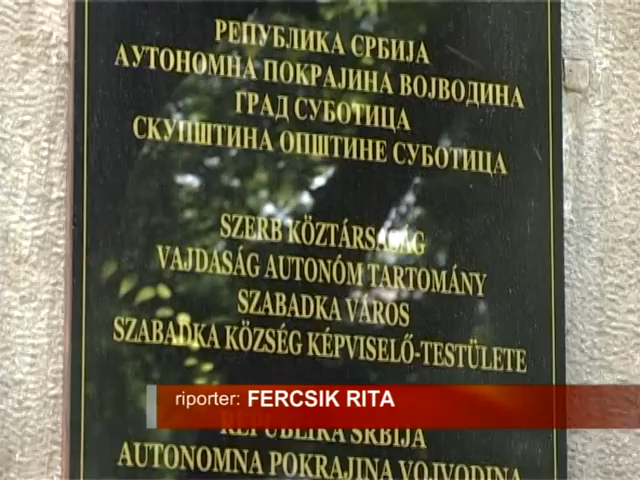 РЕПУБЛИКА СРБИЈА
АУТОНОМНА ПОКРАЈИНА ВОЈВОДИНА
ГРАД СУБОТИЦА
СКУПШТИНА ОПШТИНЕ СУБОТИЦА
SZERB KÖZTÁRSASÁG
VAJDASÁG AUTONÓM TARTOMÁNY
SZABADKA VÁROS
SZABADKA KÖZSÉG KÉPVISELŐ-TESTÜLETE
riporter: FERCSIK RITA
REPUBLIKA SRBIJA
AUTONOMNA POKRAJINA VOJVODINA